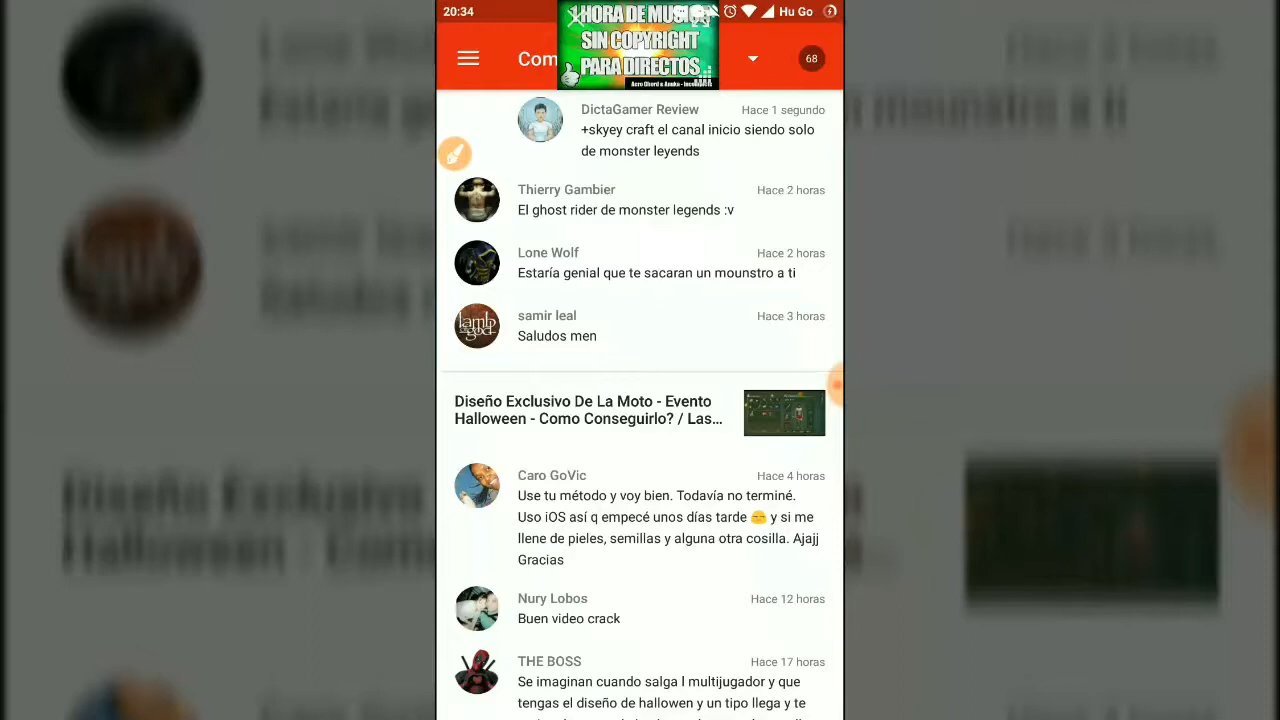 20:34
1 HORA DE MUSICA
SIN COPYRIGHT
PARA DIRECTOS
Hu Go
Com
68
DictaGamer Review
Hace 1 segundo
+skyey craft el canal inicio siendo solo
de monster leyends
Thierry Gambier
Hace 2 horas
El ghost rider de monster legends :v
Lone Wolf
Hace 2 horas
Estaría genial que te sacaran un mounstro a ti
samir leal
Hace 3 horas
Saludos men
lamb
of
god
Diseño Exclusivo De La Moto - Evento
Halloween - Como Conseguirlo? / Las…
Caro GoVic
Hace 4 horas
Use tu método y voy bien. Todavía no terminé.
Uso iOS así q empecé unos días tarde 😑 y si me
llene de pieles, semillas y alguna otra cosilla. Ajajj
Gracias
Nury Lobos
Hace 12 horas
Buen video crack
THE BOSS
Hace 17 horas
Se imaginan cuando salga l multijugador y que
tengas el diseño de hallowen y un tipo llega y te